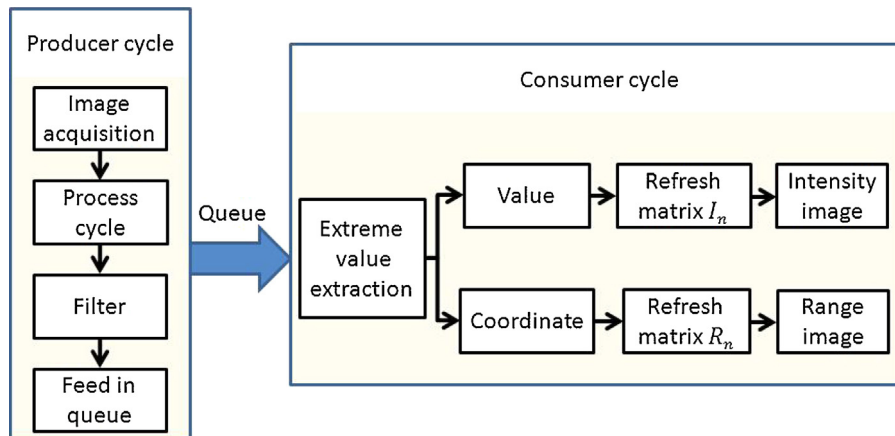 Producer cycle
Image
acquisition
Process
cycle
Filter
Feed in
queue
Queue
Consumer cycle
Extreme
value
extraction
Value
Refresh
matrix Iₙ
Intensity
image
Coordinate
Refresh
matrix Rₙ
Range
image